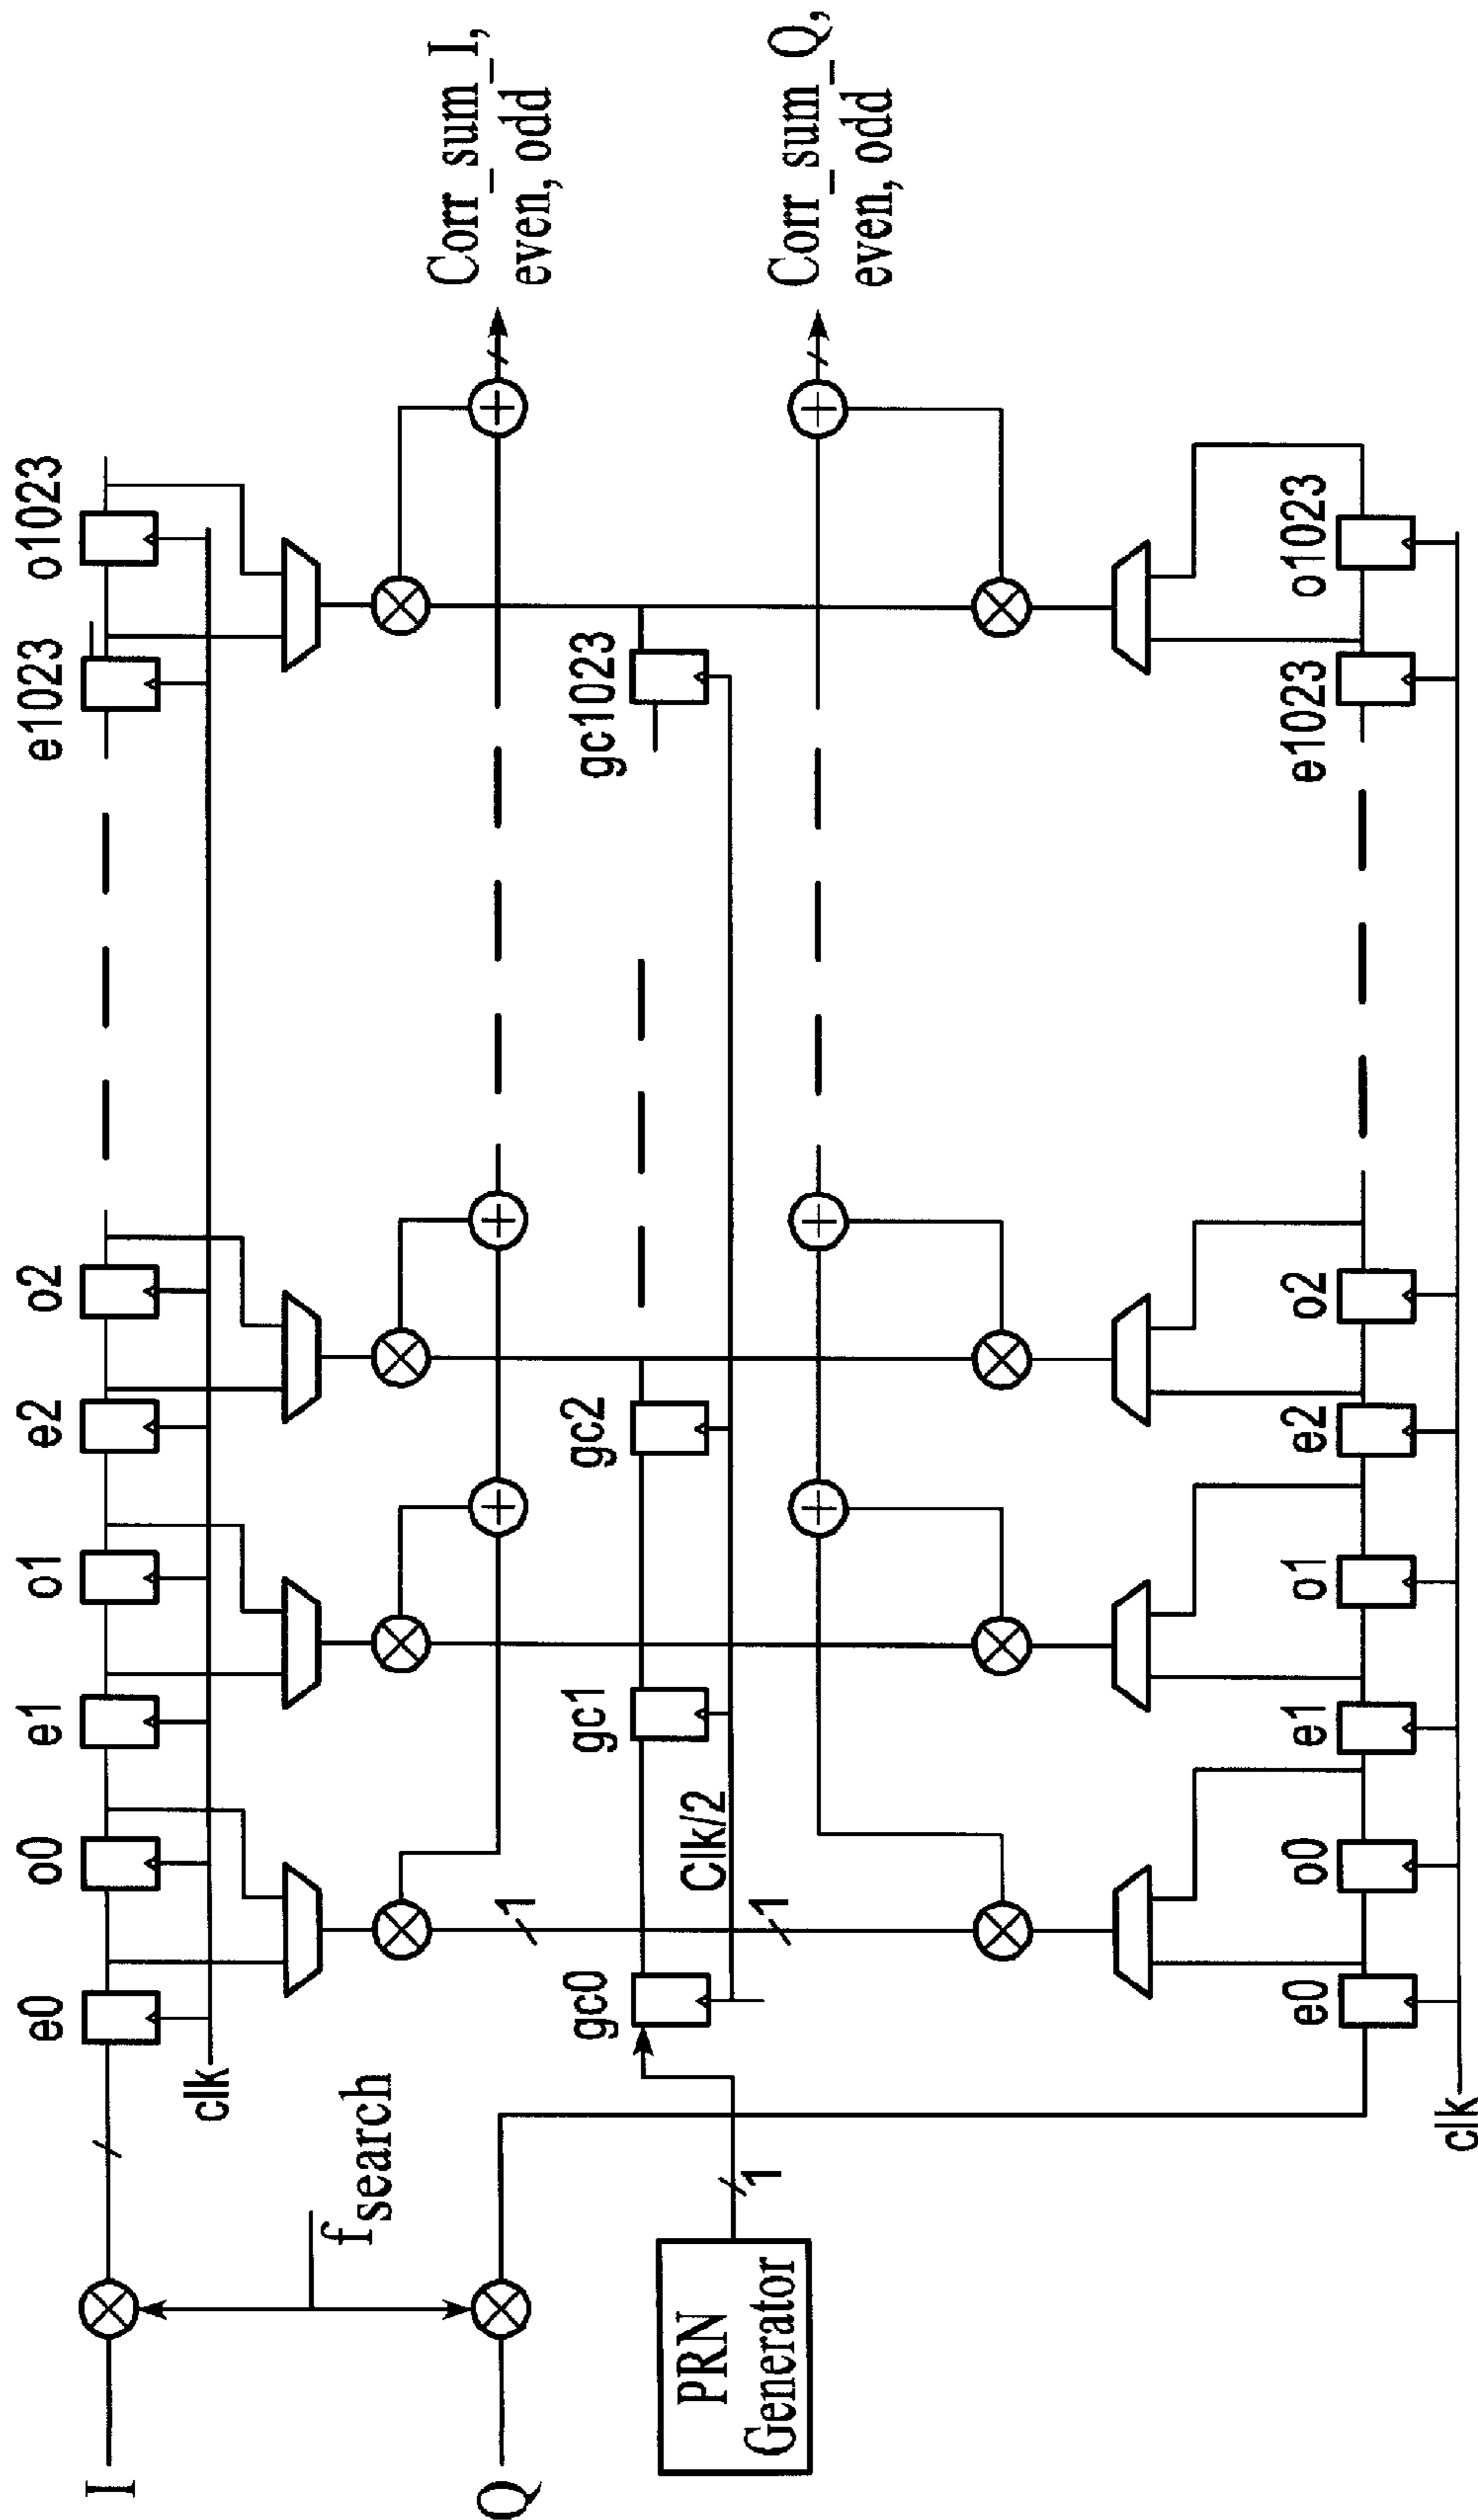 e0
o0
e1
o1
e2
o2
e1023
o1023
I
clk
fsearch
Corr_sum_I,
even, odd
Q
1
gc0
gc1
gc2
gc1023
Clk/2
PRN
Generator
1
1
Corr_sum_Q,
even, odd
e0
o0
e1
o1
e2
o2
e1023
o1023
clk